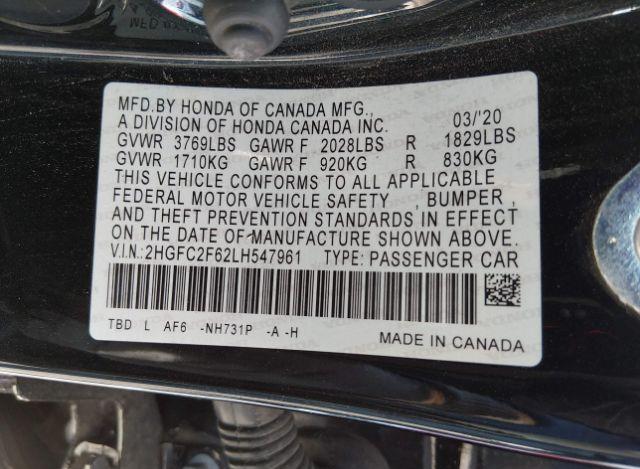 MFD.BY HONDA OF CANADA MFG.,
A DIVISION OF HONDA CANADA INC. 03/'20
GVWR 3769LBS GAWR F 2028LBS R 1829LBS
GVWR 1710KG GAWR F 920KG R 830KG
THIS VEHICLE CONFORMS TO ALL APPLICABLE
FEDERAL MOTOR VEHICLE SAFETY , BUMPER ,
AND THEFT PREVENTION STANDARDS IN EFFECT
ON THE DATE OF MANUFACTURE SHOWN ABOVE.
V.I.N.:2HGFC2F62LH547961 TYPE: PASSENGER CAR
TBD L AF6 -NH731P -A -H
MADE IN CANADA